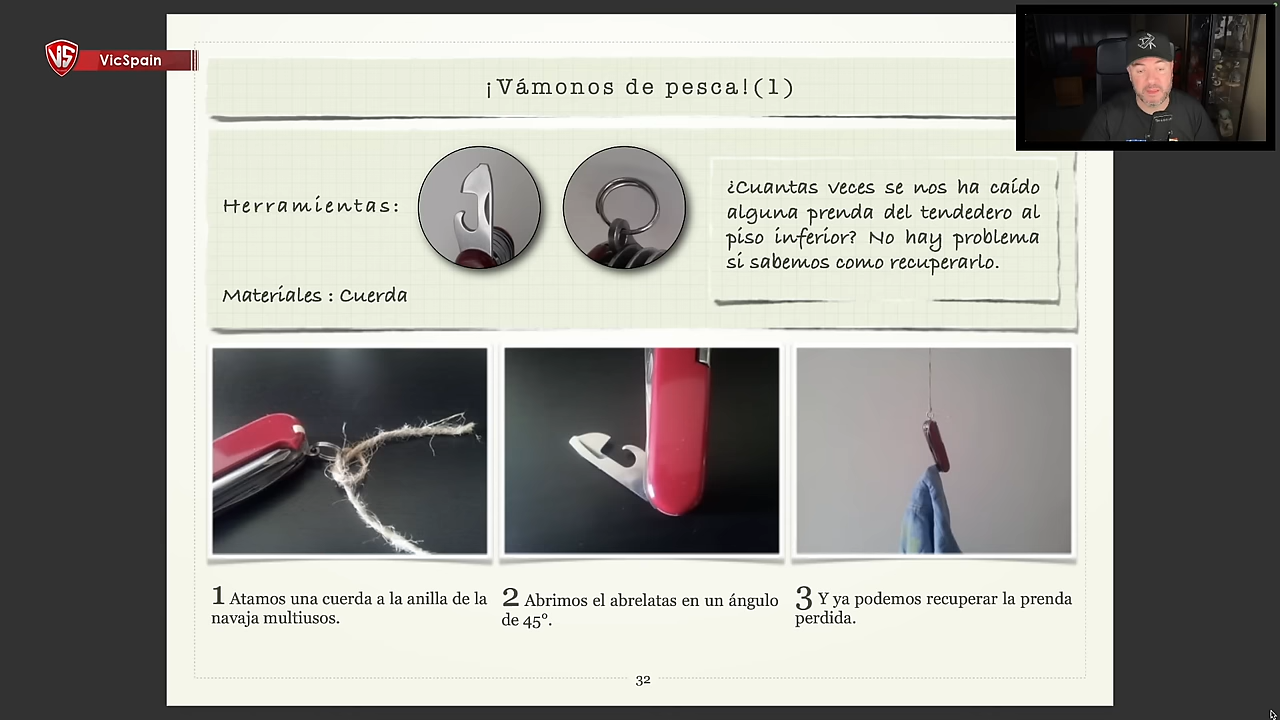 VS
VicSpain
¡Vámonos de pesca!(1)
Herramientas:
¿Cuantas veces se nos ha caído
alguna prenda del tendedero al
piso inferior? No hay problema
si sabemos como recuperarlo.
Materiales : Cuerda
1 Atamos una cuerda a la anilla de la
navaja multiusos.
2 Abrimos el abrelatas en un ángulo
de 45º.
3 Y ya podemos recuperar la prenda
perdida.
32